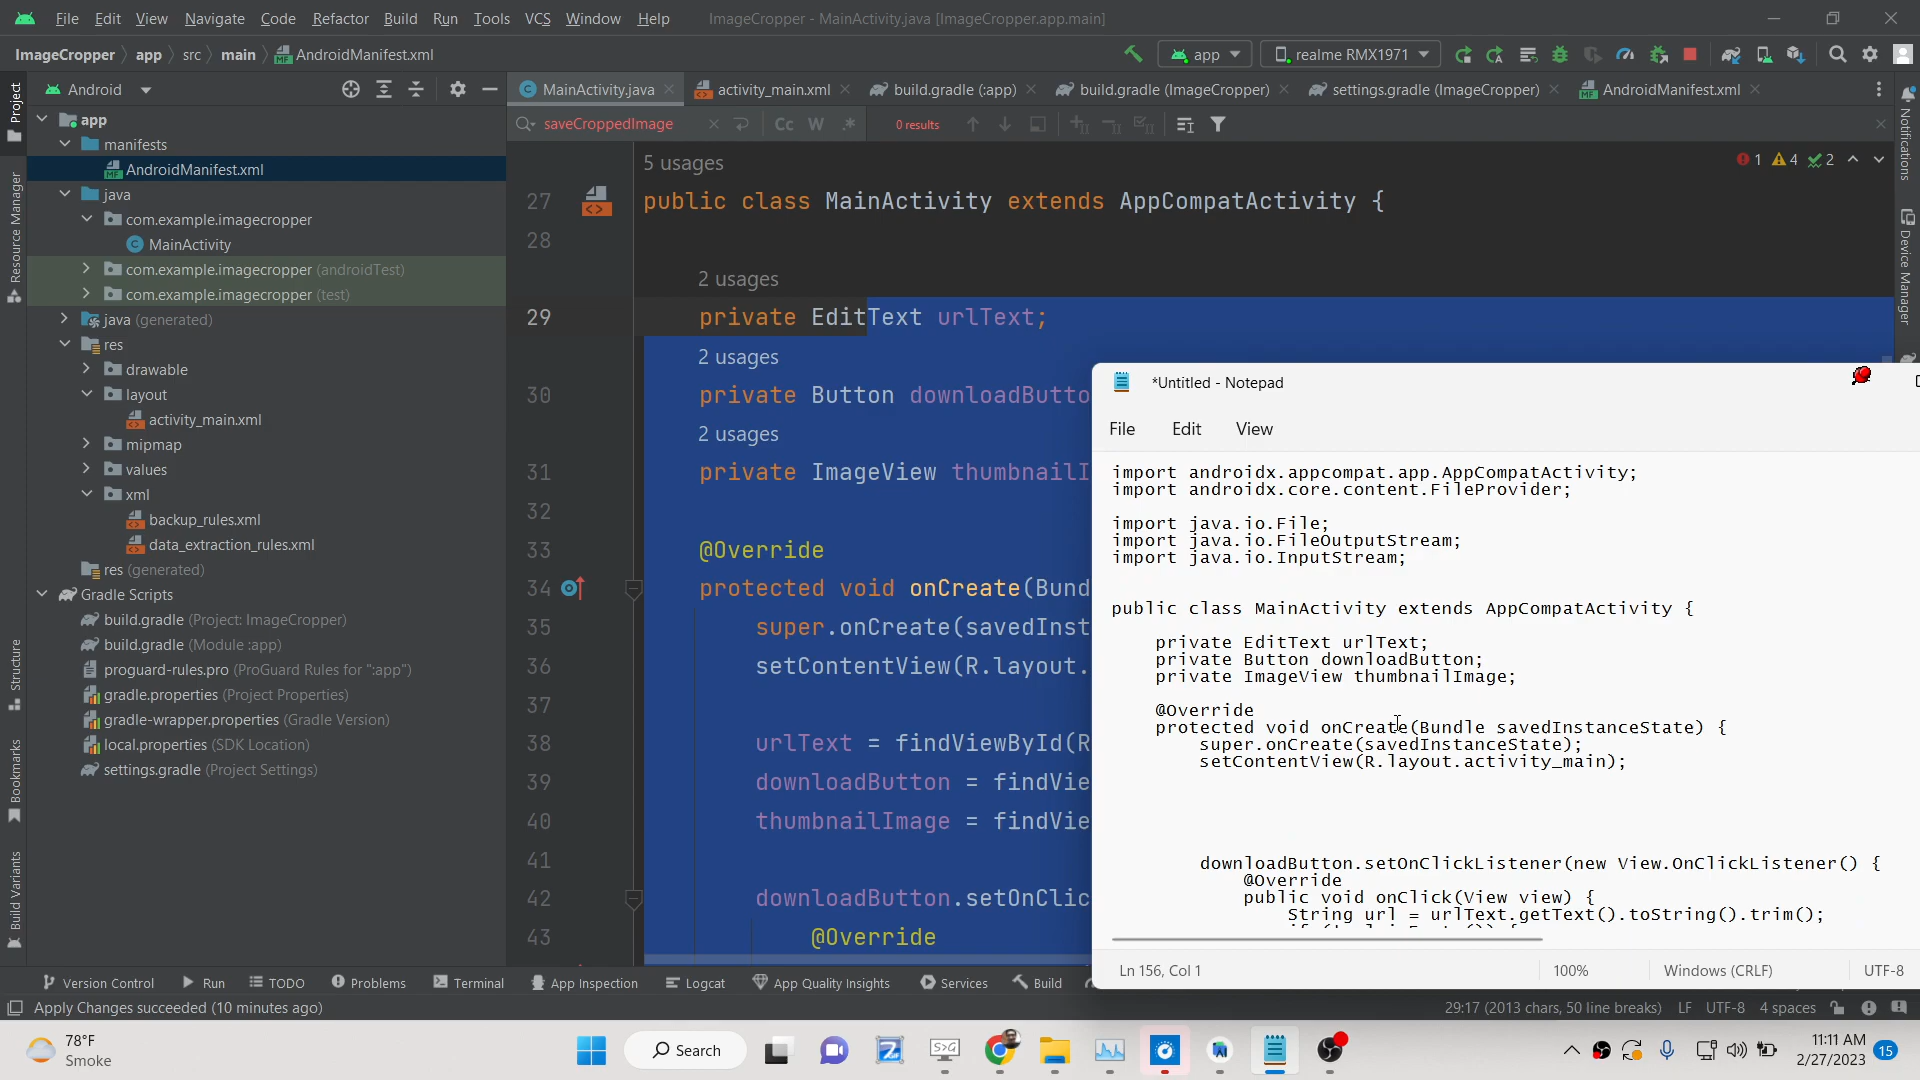 File Edit View Navigate Code Refactor Build Run Tools VCS Window Help ImageCropper - MainActivity.java [ImageCropper.app.main]
ImageCropper app src main AndroidManifest.xml app realme RMX1971
Android MainActivity.java activity_main.xml build.gradle (:app) build.gradle (ImageCropper) settings.gradle (ImageCropper) AndroidManifest.xml
saveCroppedImage Cc W .* 0 results
Project
Resource Manager
Structure
Bookmarks
Build Variants
app
manifests
AndroidManifest.xml
java
com.example.imagecropper
MainActivity
com.example.imagecropper (androidTest)
com.example.imagecropper (test)
java (generated)
res
drawable
layout
activity_main.xml
mipmap
values
xml
backup_rules.xml
data_extraction_rules.xml
res (generated)
Gradle Scripts
build.gradle (Project: ImageCropper)
build.gradle (Module :app)
proguard-rules.pro (ProGuard Rules for ":app")
gradle.properties (Project Properties)
gradle-wrapper.properties (Gradle Version)
local.properties (SDK Location)
settings.gradle (Project Settings)
5 usages 1 4 2
27 public class MainActivity extends AppCompatActivity {
28
2 usages
29 private EditText urlText;
2 usages
30 private Button downloadButto
2 usages
31 private ImageView thumbnailI
32
33 @Override
34 protected void onCreate(Bund
35 super.onCreate(savedInst
36 setContentView(R.layout.
37
38 urlText = findViewById(R
39 downloadButton = findVie
40 thumbnailImage = findVie
41
42 downloadButton.setOnClic
43 @Override
Notifications
Device Manager
*Untitled - Notepad
File Edit View
import androidx.appcompat.app.AppCompatActivity;
import androidx.core.content.FileProvider;
import java.io.File;
import java.io.FileOutputStream;
import java.io.InputStream;
public class MainActivity extends AppCompatActivity {
private EditText urlText;
private Button downloadButton;
private ImageView thumbnailImage;
@Override
protected void onCreate(Bundle savedInstanceState) {
super.onCreate(savedInstanceState);
setContentView(R.layout.activity_main);
downloadButton.setOnClickListener(new View.OnClickListener() {
@Override
public void onClick(View view) {
String url = urlText.getText().toString().trim();
Ln 156, Col 1 100% Windows (CRLF) UTF-8
Version Control Run TODO Problems Terminal App Inspection Logcat App Quality Insights Services Build
Apply Changes succeeded (10 minutes ago) 29:17 (2013 chars, 50 line breaks) LF UTF-8 4 spaces
78°F
Smoke
Search
11:11 AM
2/27/2023 15